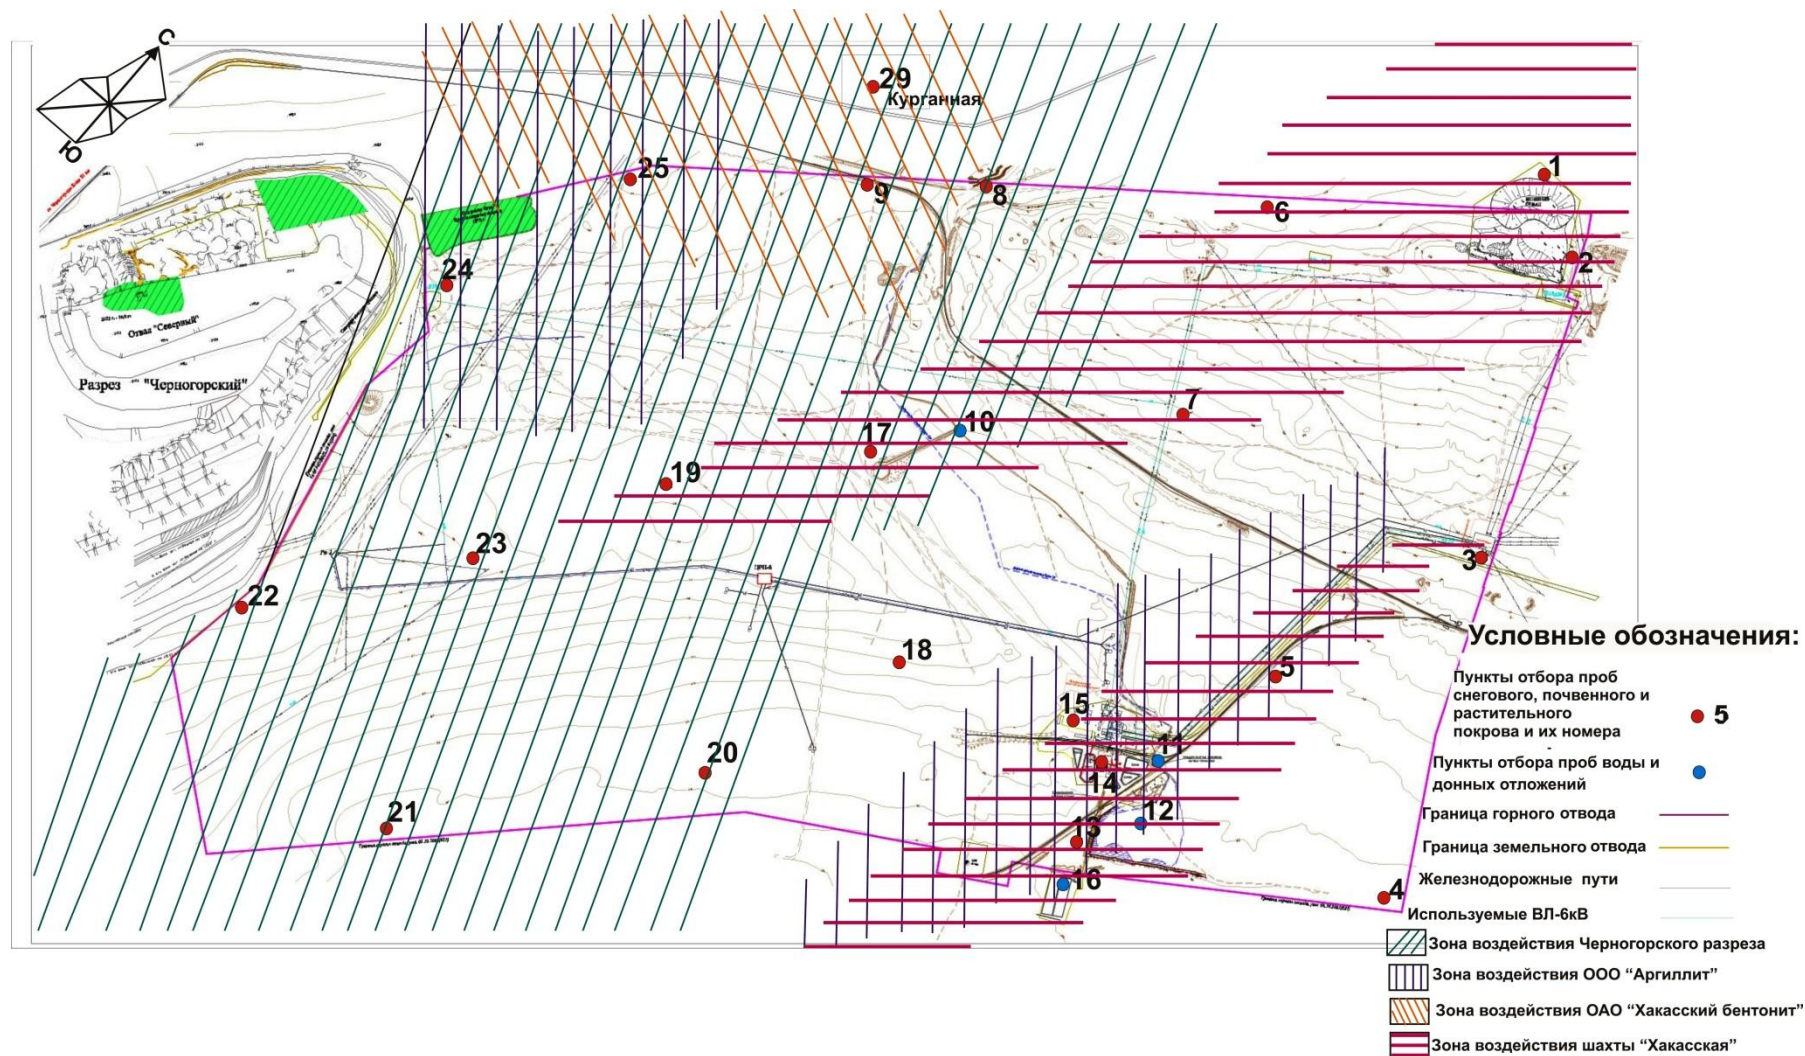 С
Ю
29
Курганная
25
9
8
1
6
2
24
Отвал "Северный"
Разрез "Черногорский"
7
10
17
19
23
3
22
18
5
15
11
14
20
12
21
13
16
4
Условные обозначения:
Пункты отбора проб
снегового, почвенного и
растительного
покрова и их номера
5
Пункты отбора проб воды и
донных отложений
Граница горного отвода
Граница земельного отвода
Железнодорожные пути
Используемые ВЛ-6кВ
Зона воздействия Черногорского разреза
Зона воздействия ООО “Аргиллит”
Зона воздействия ОАО “Хакасский бентонит”
Зона воздействия шахты “Хакасская”